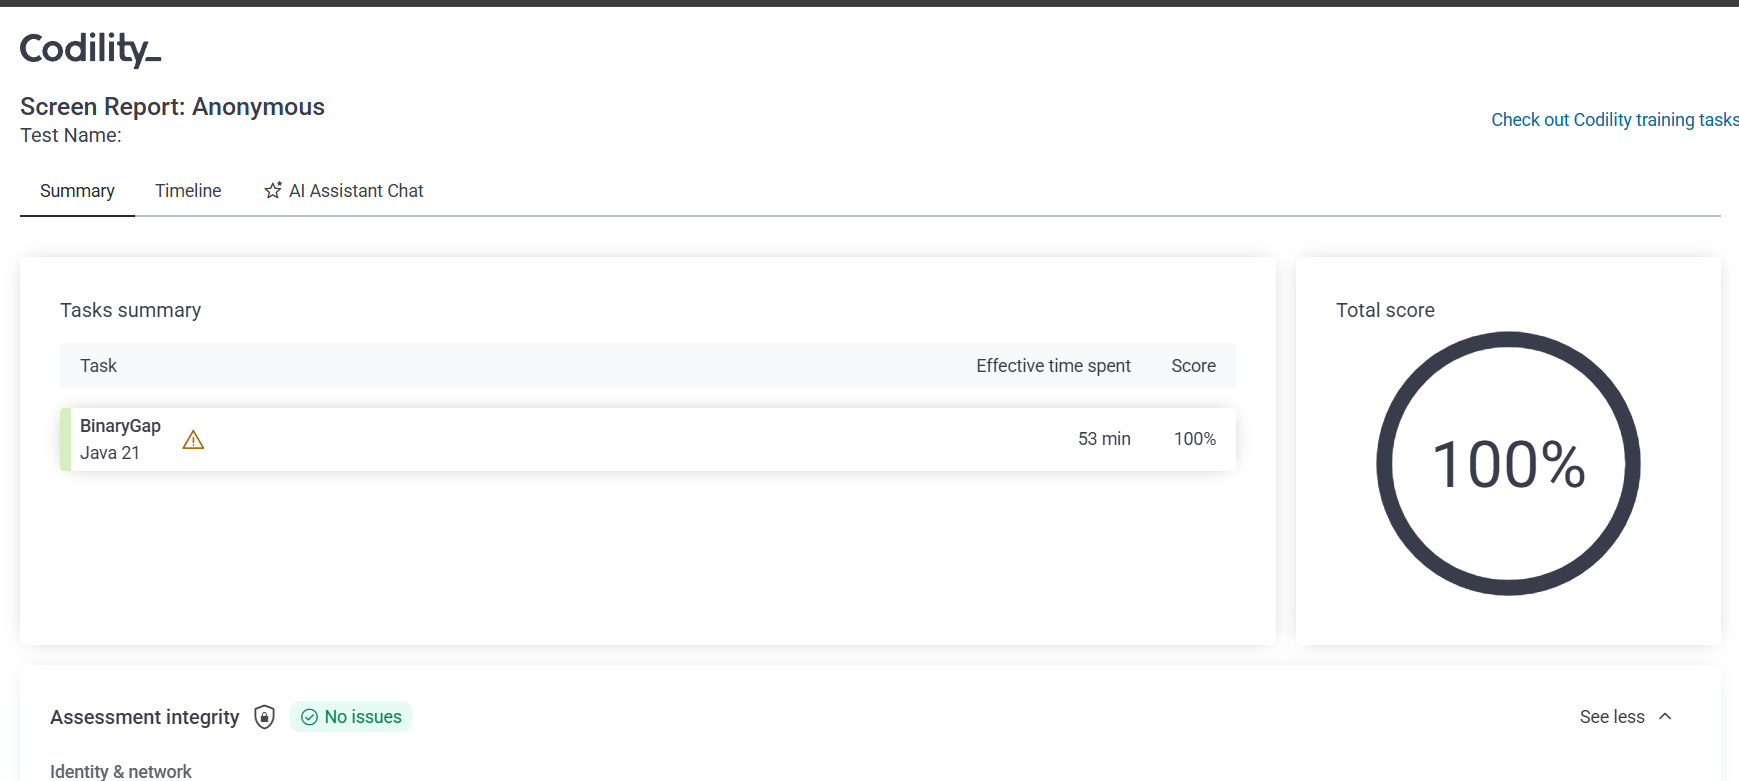 Codility_
Screen Report: Anonymous
Test Name:
Check out Codility training tasks
Summary
Timeline
AI Assistant Chat
Tasks summary
Task Effective time spent Score
BinaryGap
Java 21
53 min 100%
Total score
100%
Assessment integrity No issues See less
Identity & network